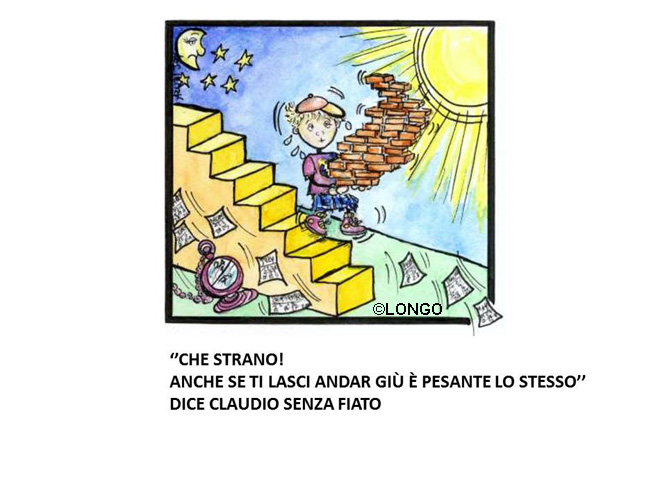 ©LONGO
‘’CHE STRANO!
ANCHE SE TI LASCI ANDAR GIÙ È PESANTE LO STESSO’’
DICE CLAUDIO SENZA FIATO